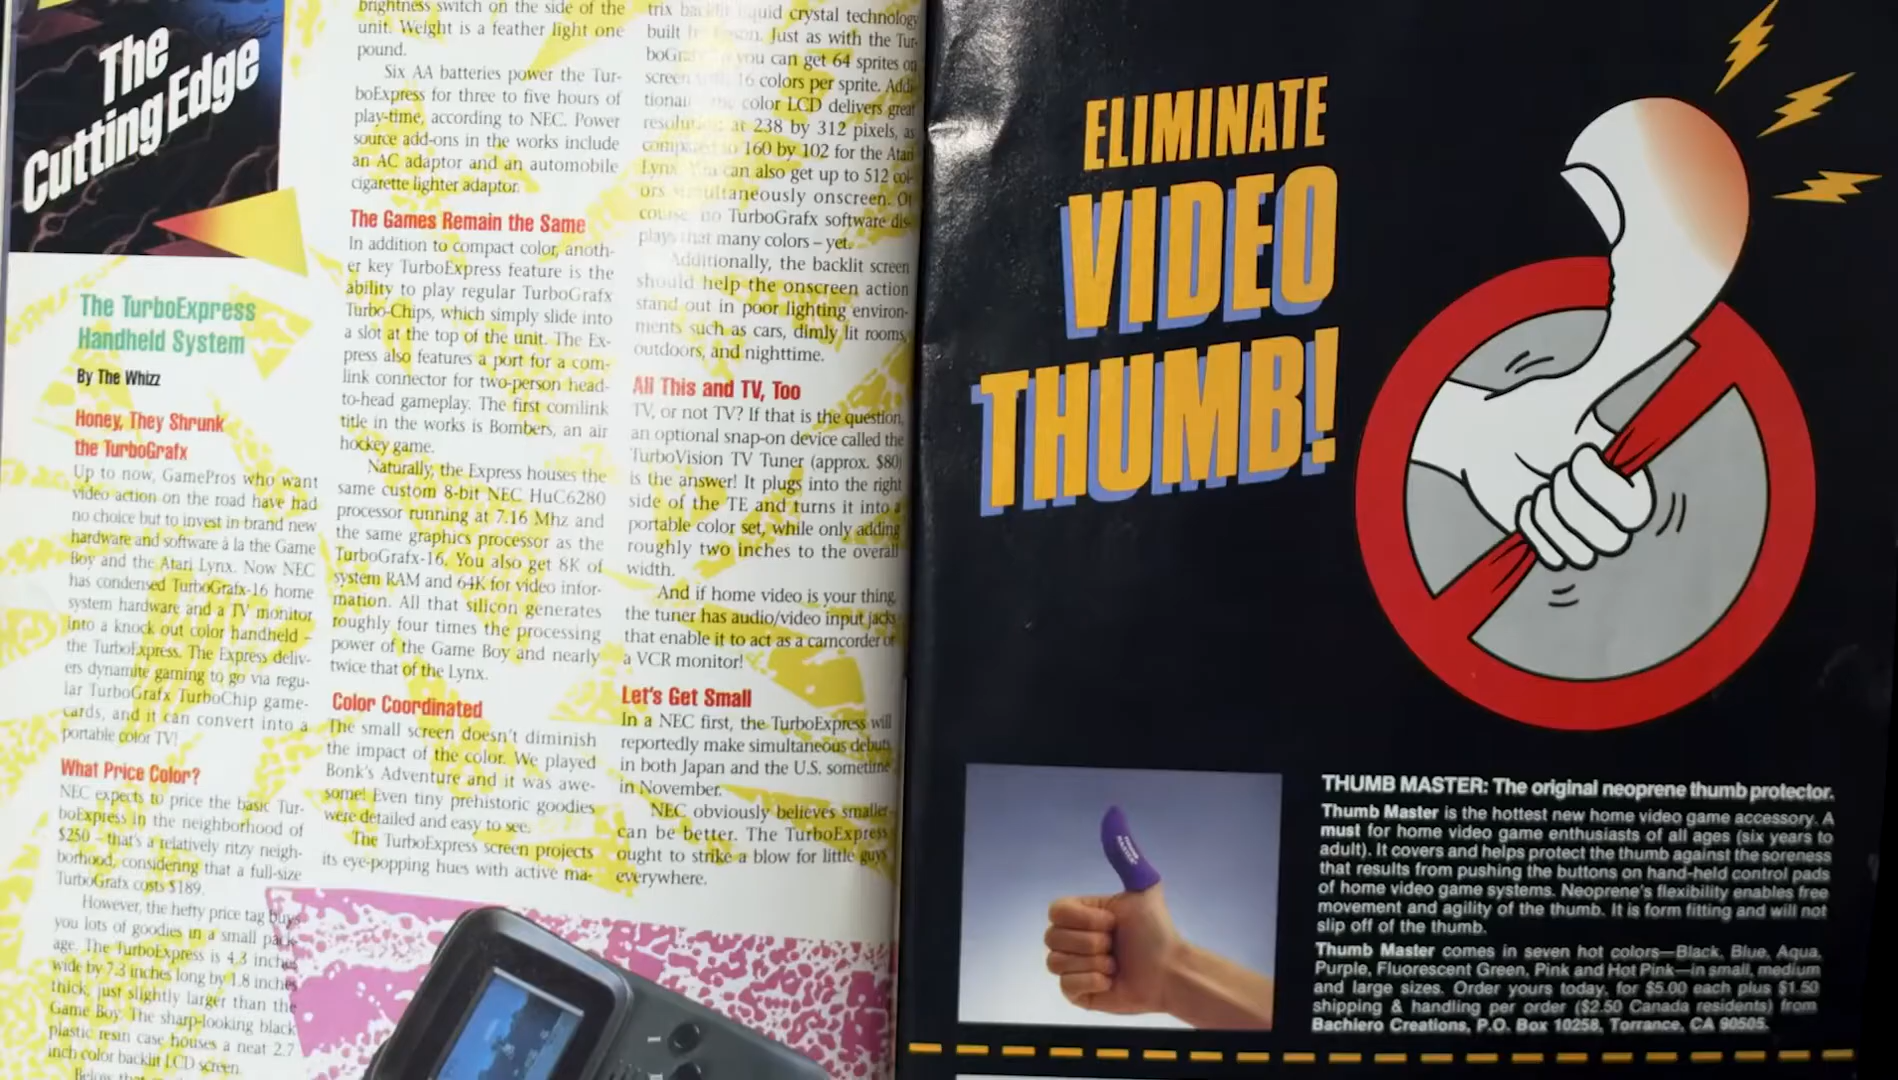 The
Cutting Edge
The TurboExpress
Handheld System
By The Whizz
Honey, They Shrunk
the TurboGrafx
Up to now, GamePros who want
video action on the road have had
no choice but to invest in brand new
hardware and software à la the Game
Boy and the Atari Lynx. Now NEC
has condensed TurboGrafx-16 home
system hardware and a TV monitor
into a knock out color handheld –
the TurboExpress. The Express deliv-
ers dynamite gaming to go via regu-
lar TurboGrafx TurboChip game-
cards, and it can convert into a
portable color TV!
What Price Color?
NEC expects to price the basic Tur-
boExpress in the neighborhood of
$250 – that's a relatively ritzy neigh-
borhood, considering that a full-size
TurboGrafx costs $189.
However, the hefty price tag buys
you lots of goodies in a small pack-
age. The TurboExpress is 4.3 inches
wide by 7.3 inches long by 1.8 inches
thick, just slightly larger than the
Game Boy. The sharp-looking black
plastic resin case houses a neat 2.7
inch color backlit LCD screen.
Below that
brightness switch on the side of the
unit. Weight is a feather light one
pound.
Six AA batteries power the Tur-
boExpress for three to five hours of
play-time, according to NEC. Power
source add-ons in the works include
an AC adaptor and an automobile
cigarette lighter adaptor.
The Games Remain the Same
In addition to compact color, anoth-
er key TurboExpress feature is the
ability to play regular TurboGrafx
Turbo-Chips, which simply slide into
a slot at the top of the unit. The Ex-
press also features a port for a com-
link connector for two-person head-
to-head gameplay. The first comlink
title in the works is Bombers, an air
hockey game.
Naturally, the Express houses the
same custom 8-bit NEC HuC6280
processor running at 7.16 Mhz and
the same graphics processor as the
TurboGrafx-16. You also get 8K of
system RAM and 64K for video infor-
mation. All that silicon generates
roughly four times the processing
power of the Game Boy and nearly
twice that of the Lynx.
Color Coordinated
The small screen doesn't diminish
the impact of the color. We played
Bonk's Adventure and it was awe-
some! Even tiny prehistoric goodies
were detailed and easy to see.
The TurboExpress screen projects
its eye-popping hues with active ma-
trix backlit liquid crystal technology
built by. Just as with the Tur-
you can get 64 sprites on
screen with 16 colors per sprite. Addi-
tionally, the color LCD delivers great
resolution at 238 by 312 pixels, as
compared to 160 by 102 for the Atari
Lynx. You can also get up to 512 col-
ors simultaneously onscreen. Of
course, no TurboGrafx software dis-
plays that many colors – yet.
Additionally, the backlit screen
should help the onscreen action
stand out in poor lighting environ-
ments such as cars, dimly lit rooms,
outdoors, and nighttime.
All This and TV, Too
TV, or not TV? If that is the question,
an optional snap-on device called the
TurboVision TV Tuner (approx. $80)
is the answer! It plugs into the right
side of the TE and turns it into a
portable color set, while only adding
roughly two inches to the overall
width.
And if home video is your thing,
the tuner has audio/video input jacks
that enable it to act as a camcorder or
a VCR monitor!
Let's Get Small
In a NEC first, the TurboExpress will
reportedly make simultaneous debuts
in both Japan and the U.S. sometime
in November.
NEC obviously believes smaller
can be better. The TurboExpress
ought to strike a blow for little guys
everywhere.
ELIMINATE
VIDEO
THUMB!
THUMB MASTER
THUMB MASTER: The original neoprene thumb protector.
Thumb Master is the hottest new home video game accessory. A
must for home video game enthusiasts of all ages (six years to
adult). It covers and helps protect the thumb against the soreness
that results from pushing the buttons on hand-held control pads
of home video game systems. Neoprene's flexibility enables free
movement and agility of the thumb. It is form fitting and will not
slip off of the thumb.
Thumb Master comes in seven hot colors—Black, Blue, Aqua,
Purple, Fluorescent Green, Pink and Hot Pink—in small, medium
and large sizes. Order yours today, for $5.00 each plus $1.50
shipping & handling per order ($2.50 Canada residents) from
Bachiero Creations, P.O. Box 10258, Torrance, CA 90505.